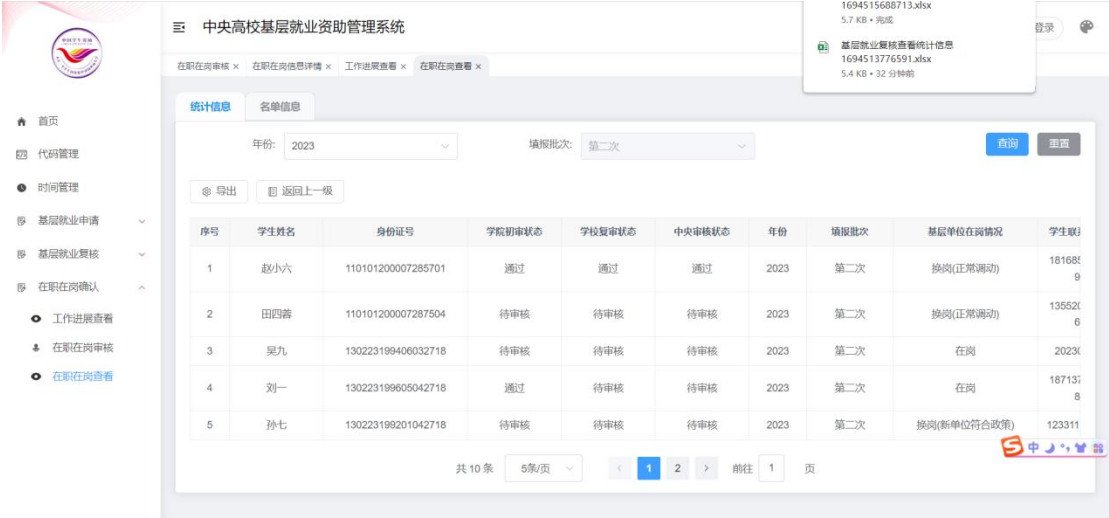 中央高校基层就业资助管理系统
1694515688713.xlsx
5.7 KB • 完成
基层就业复核查看统计信息
1694513776591.xlsx
5.4 KB • 32 分钟前
登录
在职在岗审核 × 在职在岗信息详情 × 工作进展查看 × 在职在岗查看 ×
首页
代码管理
时间管理
基层就业申请
基层就业复核
在职在岗确认
工作进展查看
在职在岗审核
在职在岗查看
统计信息 名单信息
年份: 2023 填报批次: 第二次 查询 重置
导出 返回上一级
序号 学生姓名 身份证号 学院初审状态 学校复审状态 中央审核状态 年份 填报批次 基层单位在岗情况 学生联
1 赵小六 110101200007285701 通过 通过 通过 2023 第二次 换岗(正常调动) 181685
9
2 田四善 110101200007287504 待审核 待审核 待审核 2023 第二次 换岗(正常调动) 135520
6
3 吴九 130223199406032718 待审核 待审核 待审核 2023 第二次 在岗 20230
4 刘一 130223199605042718 通过 待审核 待审核 2023 第二次 在岗 187137
8
5 孙七 130223199201042718 待审核 待审核 待审核 2023 第二次 换岗(新单位符合政策) 123311
共 10 条 5条/页 < 1 2 > 前往 1 页
中